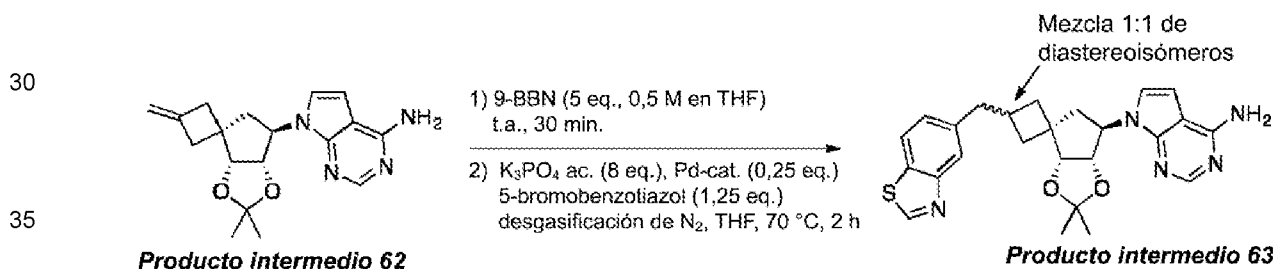 Mezcla 1:1 de
diastereoisómeros
30
1) 9-BBN (5 eq., 0,5 M en THF)
t.a., 30 min.
2) K₃PO₄ ac. (8 eq.), Pd-cat. (0,25 eq.)
5-bromobenzotiazol (1,25 eq.)
desgasificación de N₂, THF, 70 °C, 2 h
N
NH₂
N
N
O
O
N
NH₂
N
N
O
O
S
N
35
Producto intermedio 62
Producto intermedio 63